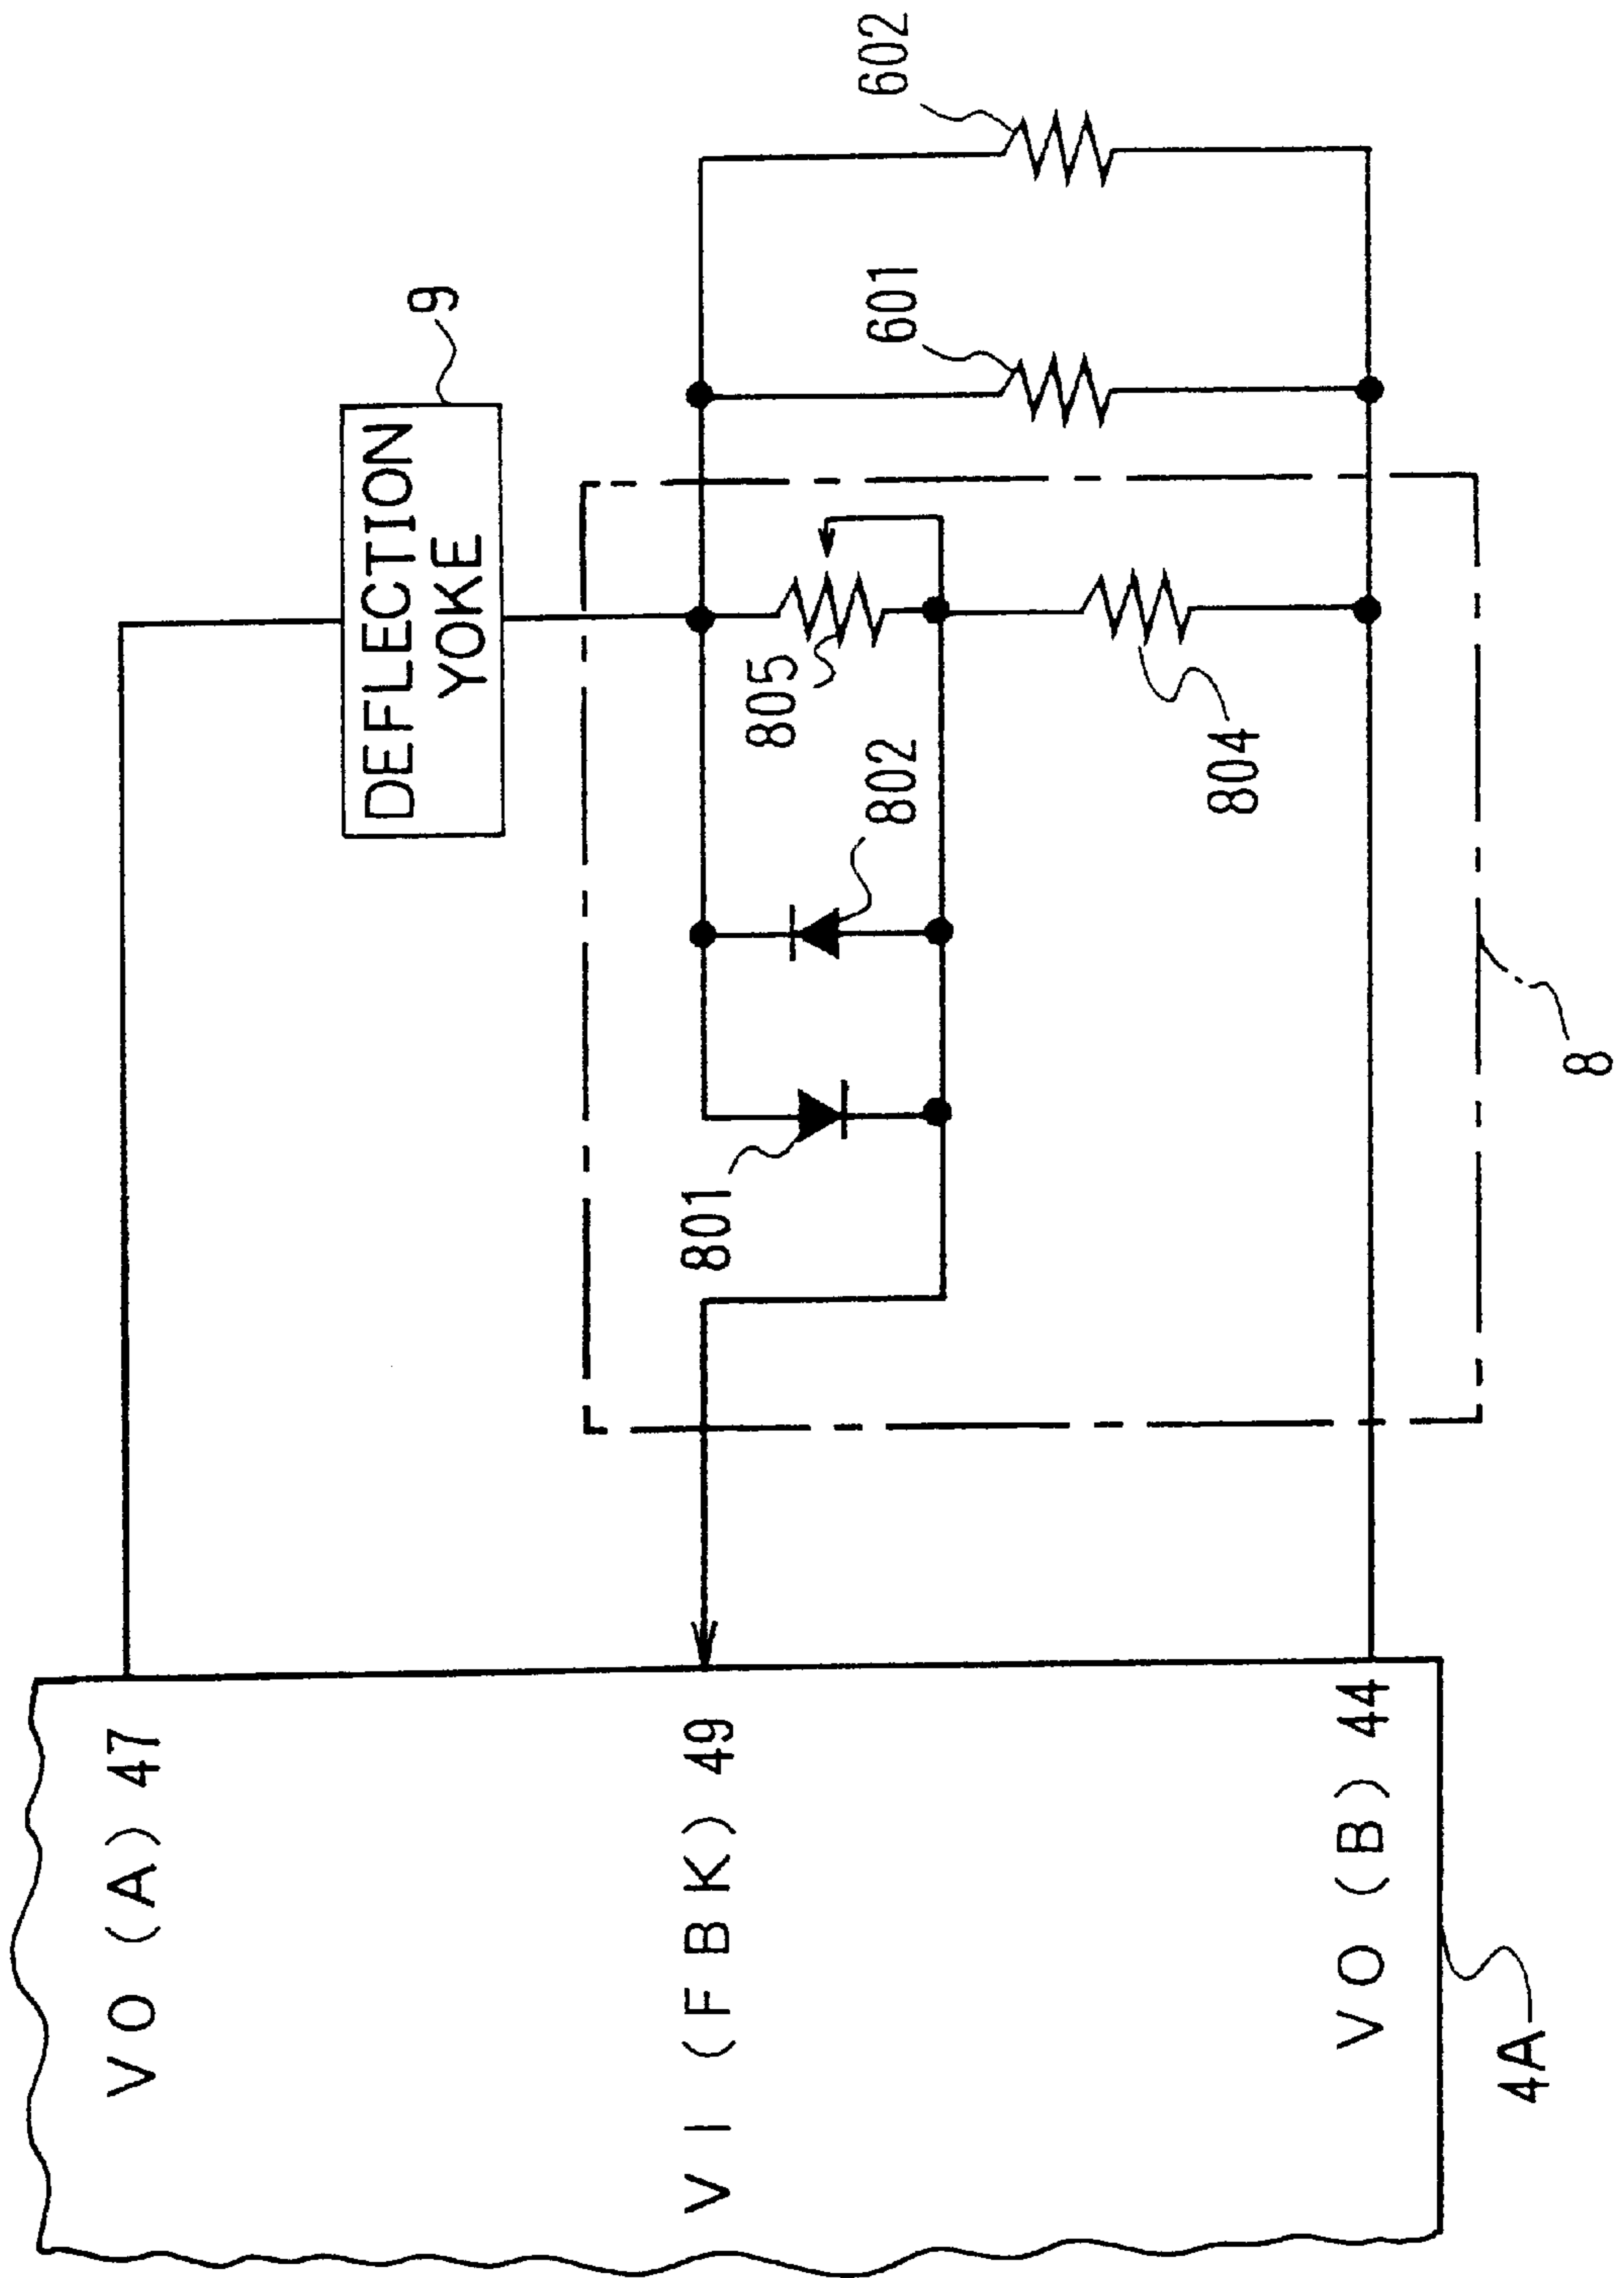 VO (A) 47
DEFLECTION
YOKE
9
VI (FBK) 49
801
805
802
601
602
804
VO (B) 44
4A
8